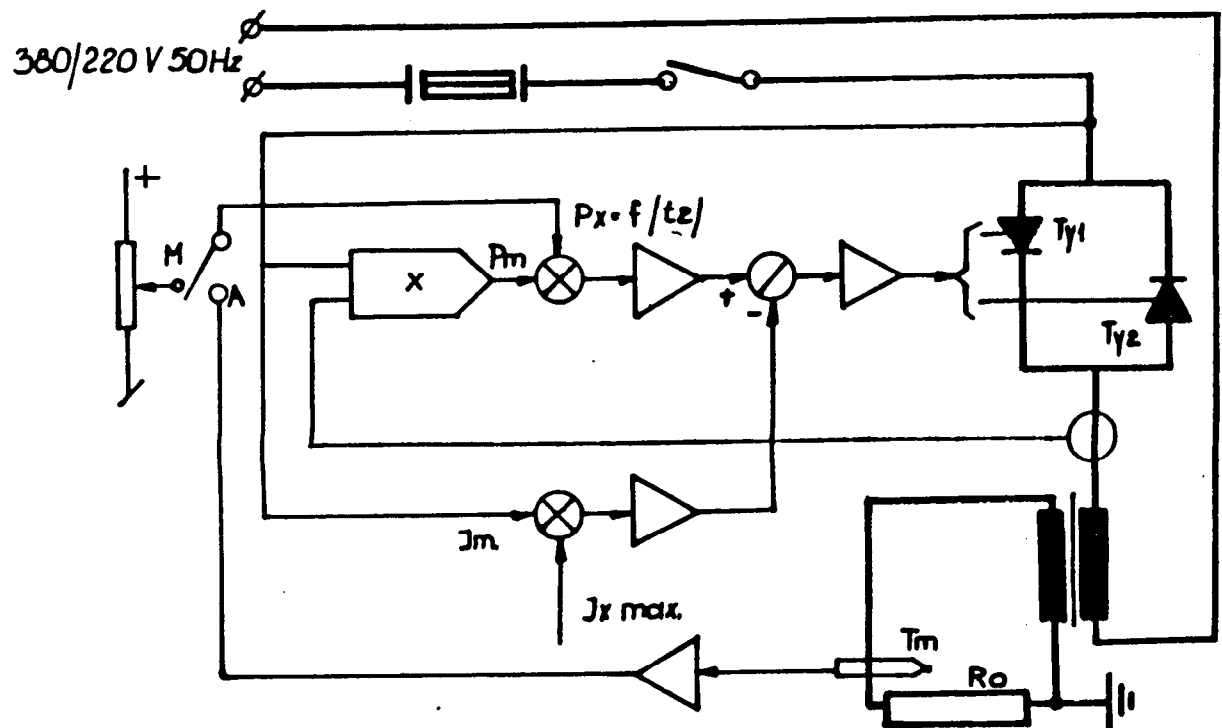 380/220 V 50Hz
+
M
A
x
Pm
Px = f /tz/
+
-
Ty1
Ty2
Jm
Jx max.
Tm
Ro